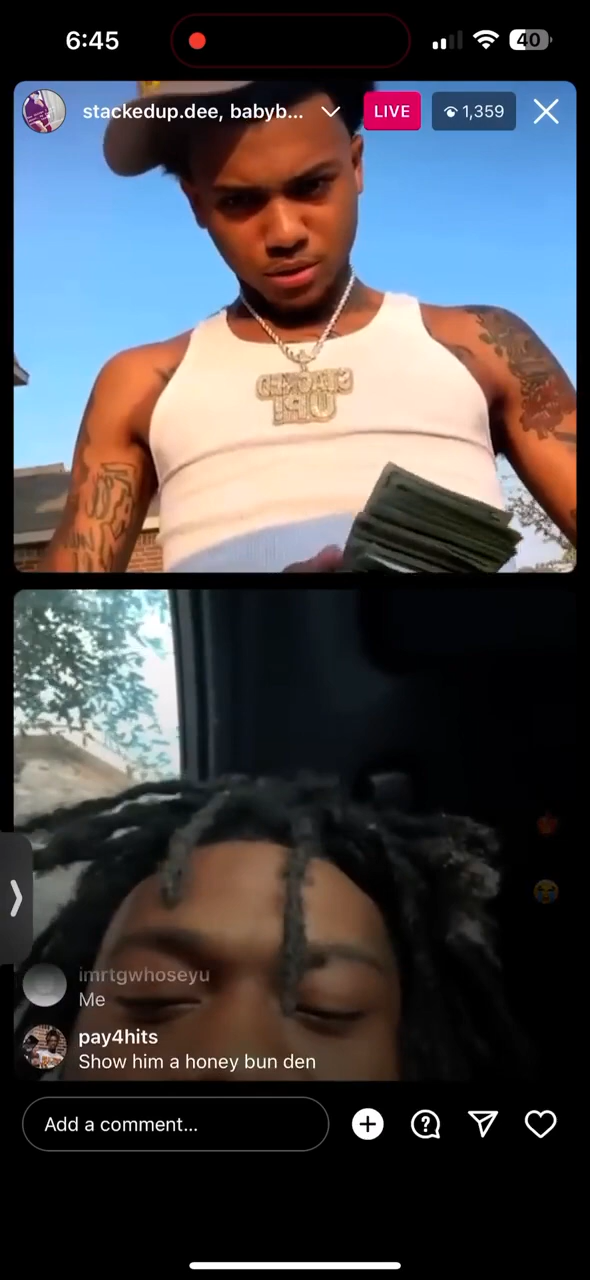 6:45
40
stackedup.dee, babyb...
LIVE
1,359
STACKED
UP!
imrtgwhoseyu
Me
pay4hits
Show him a honey bun den
Add a comment...